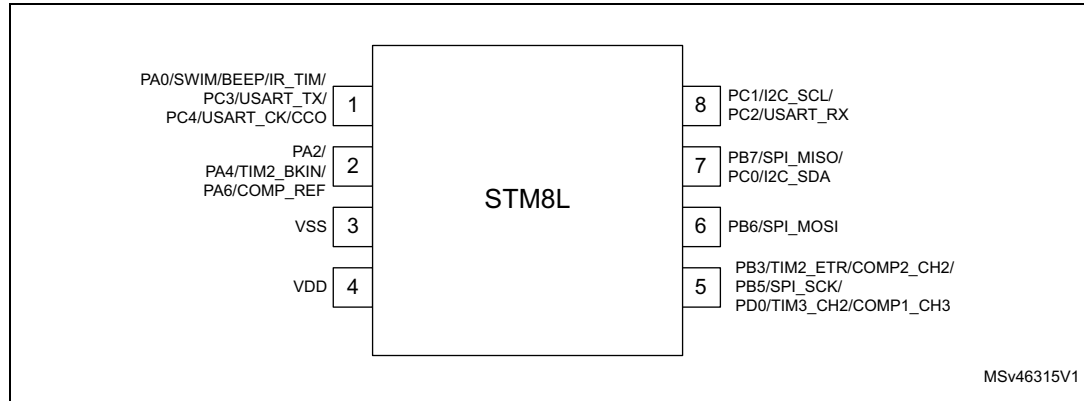 PA0/SWIM/BEEP/IR_TIM/
PC3/USART_TX/
PC4/USART_CK/CCO
1
PA2/
PA4/TIM2_BKIN/
PA6/COMP_REF
2
VSS
3
VDD
4
STM8L
8
PC1/I2C_SCL/
PC2/USART_RX
7
PB7/SPI_MISO/
PC0/I2C_SDA
6
PB6/SPI_MOSI
5
PB3/TIM2_ETR/COMP2_CH2/
PB5/SPI_SCK/
PD0/TIM3_CH2/COMP1_CH3
MSv46315V1